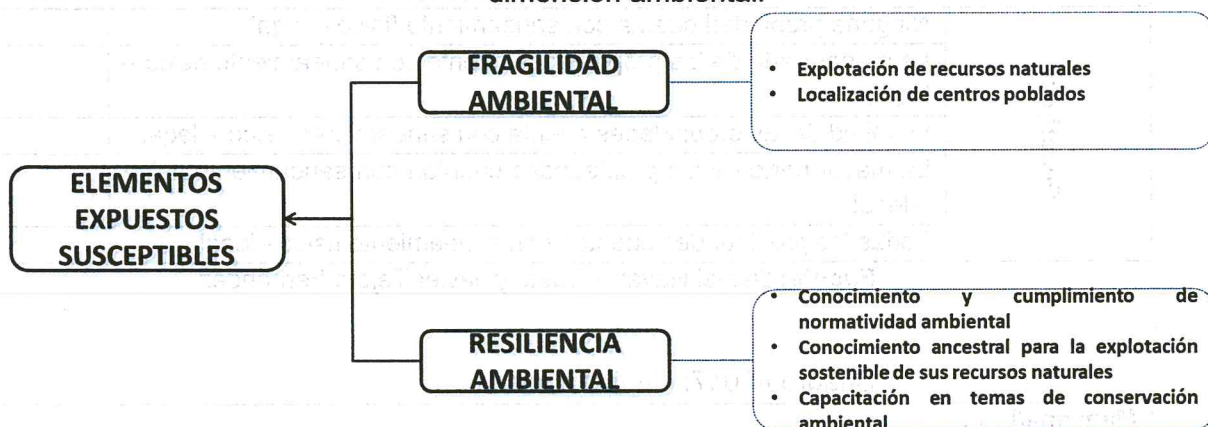 dimensión ambiental.
FRAGILIDAD
AMBIENTAL
• Explotación de recursos naturales
• Localización de centros poblados
ELEMENTOS
EXPUESTOS
SUSCEPTIBLES
RESILIENCIA
AMBIENTAL
• Conocimiento y cumplimiento de
normatividad ambiental
• Conocimiento ancestral para la explotación
sostenible de sus recursos naturales
• Capacitación en temas de conservación
ambiental